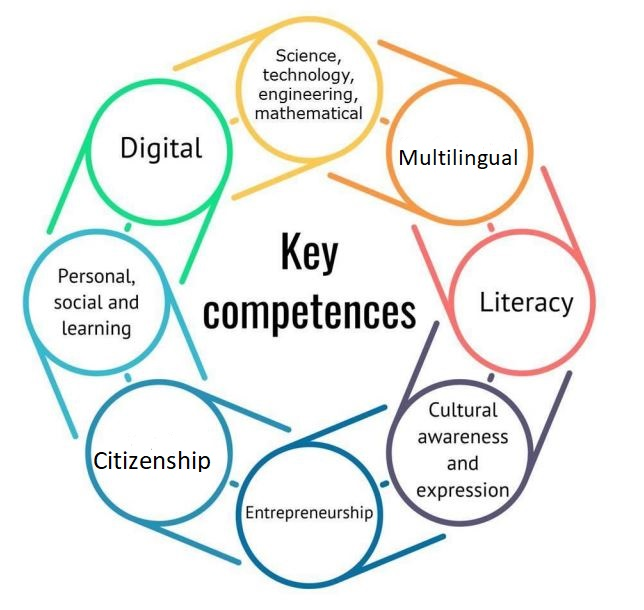 Key
competences
Science,
technology,
engineering,
mathematical
Multilingual
Literacy
Cultural
awareness
and
expression
Entrepreneurship
Citizenship
Personal,
social and
learning
Digital